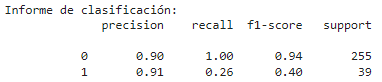 Informe de clasificación:
precision recall f1-score support
0 0.90 1.00 0.94 255
1 0.91 0.26 0.40 39